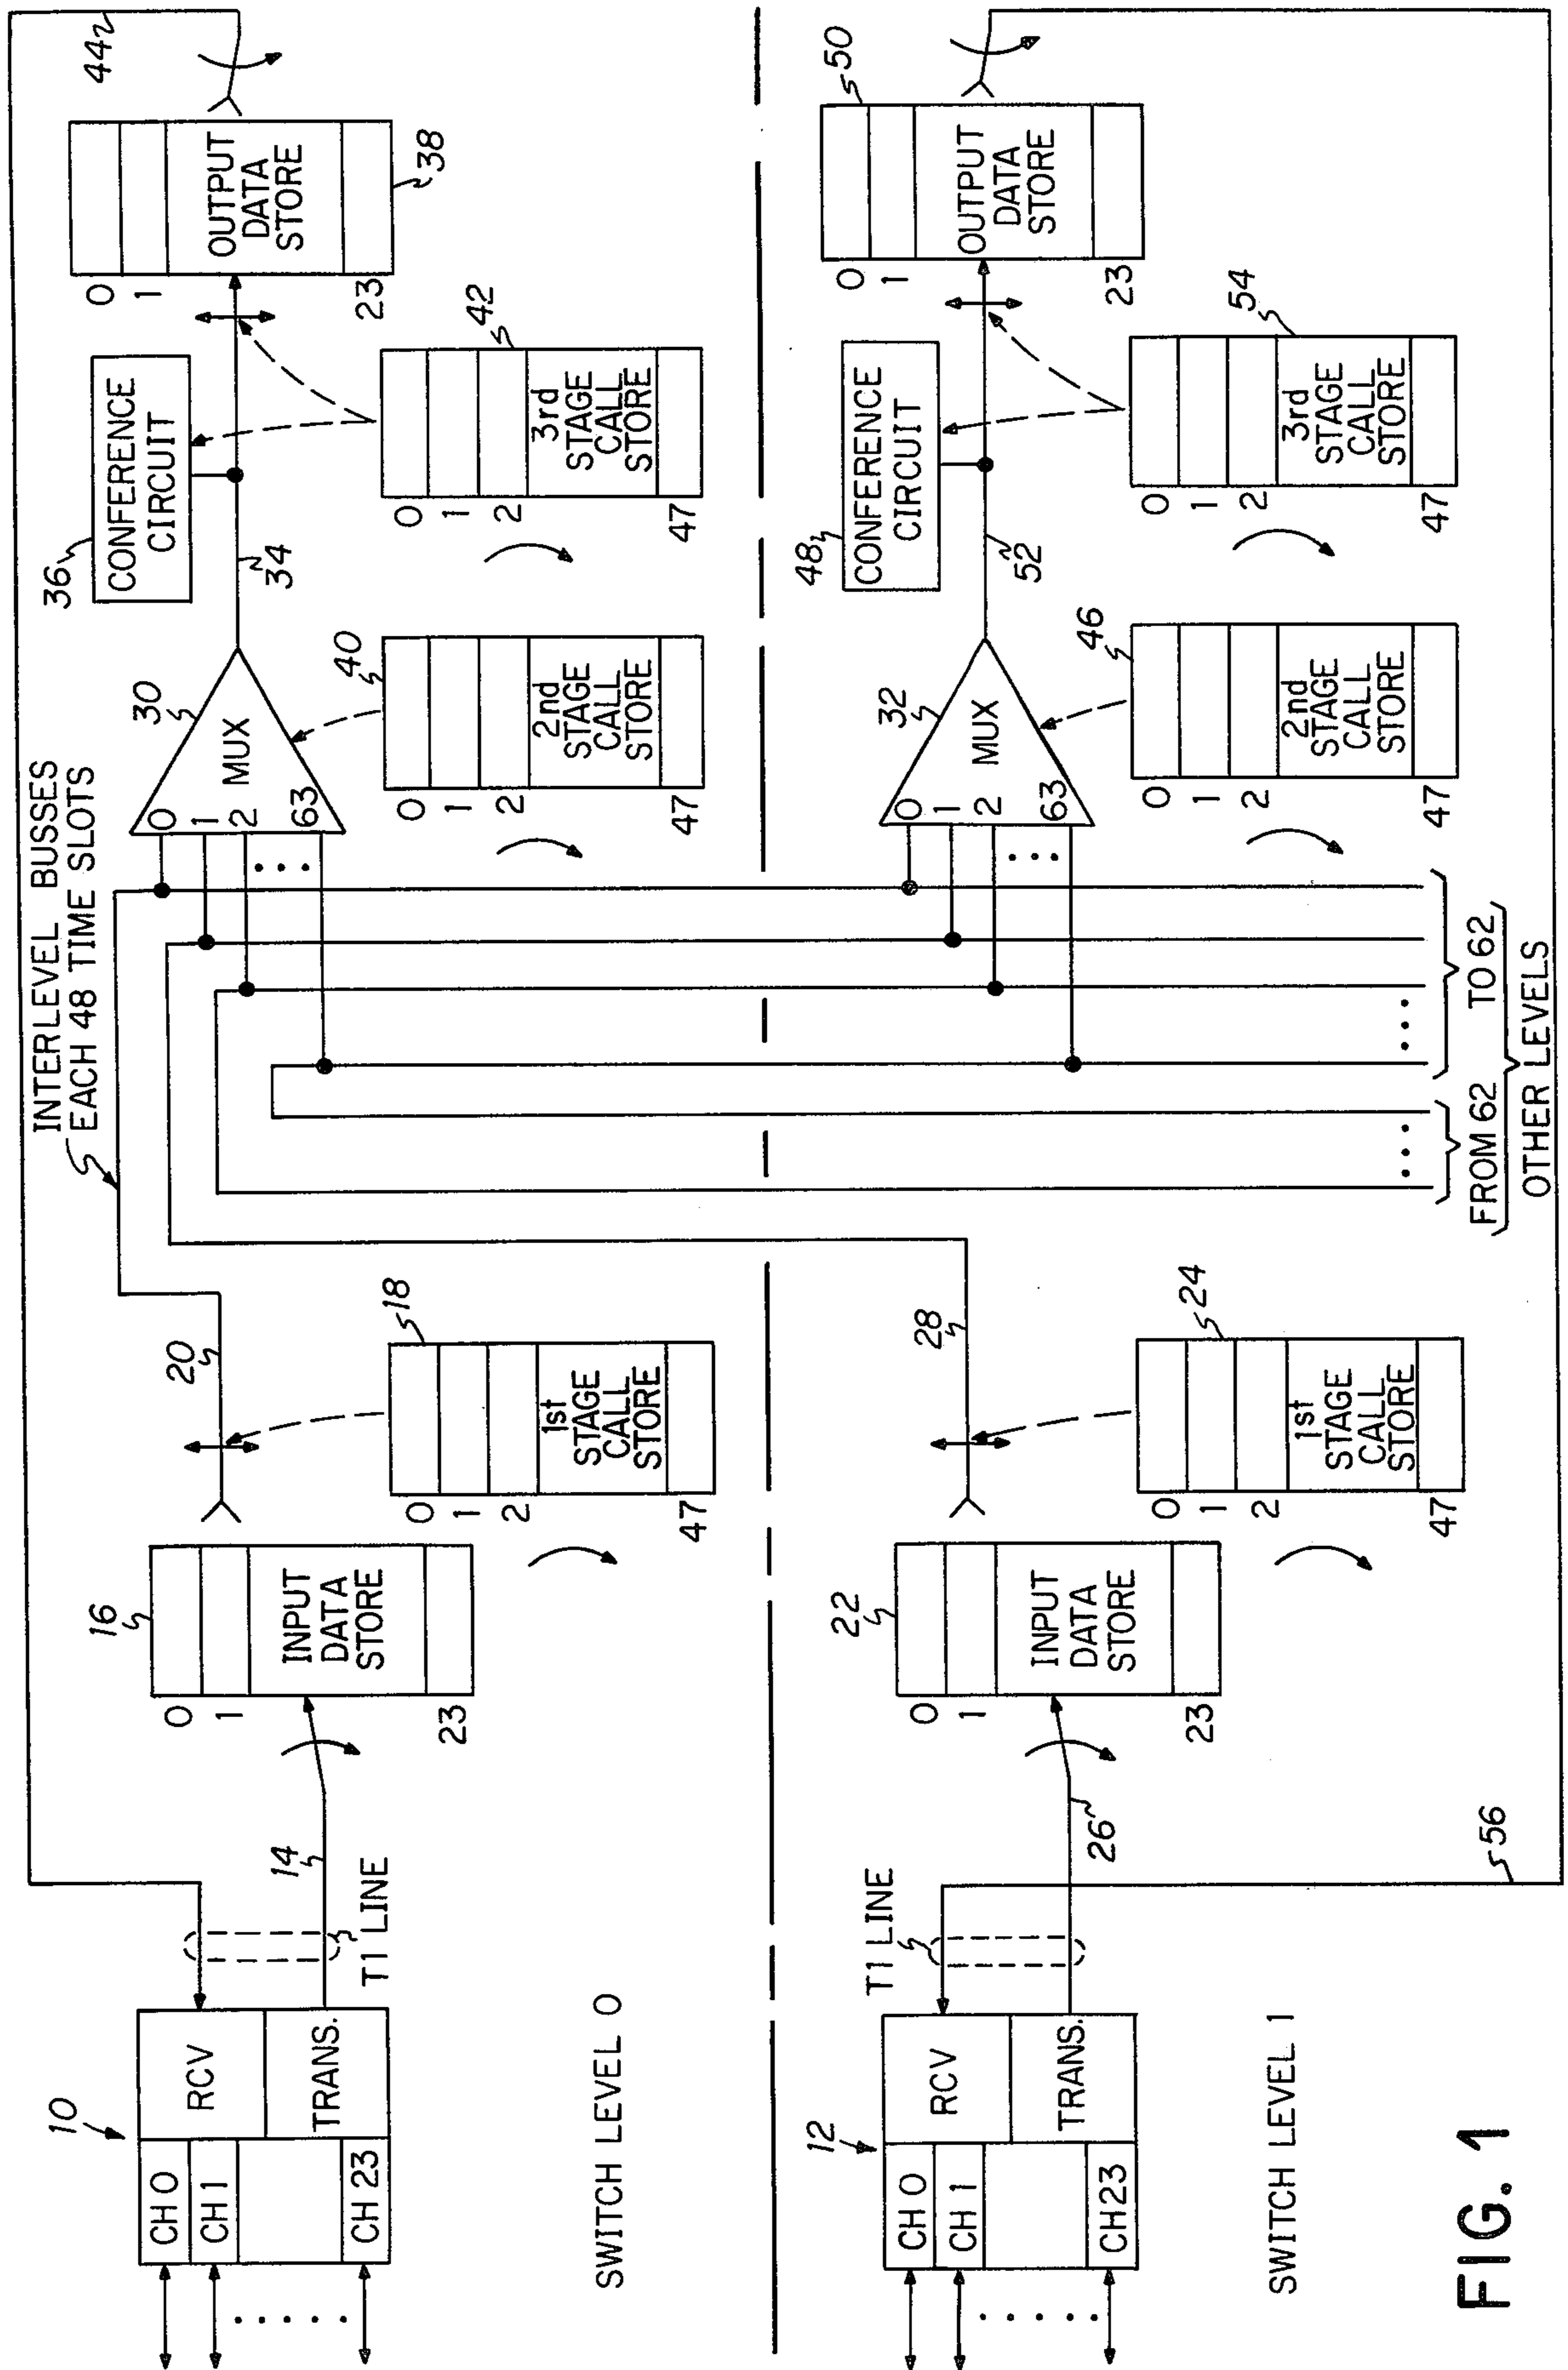 INTERLEVEL BUSSES
EACH 48 TIME SLOTS
44
10
CH 0
CH 1
CH 23
RCV
TRANS.
T1 LINE
14
16
0
1
23
INPUT
DATA
STORE
20
18
0
1
2
47
1st
STAGE
CALL
STORE
30
0
1
2
63
MUX
40
0
1
2
47
2nd
STAGE
CALL
STORE
34
36
CONFERENCE
CIRCUIT
42
0
1
2
47
3rd
STAGE
CALL
STORE
0
1
23
OUTPUT
DATA
STORE
38
SWITCH LEVEL 0
12
CH 0
CH 1
CH23
RCV
TRANS.
T1 LINE
26
22
0
1
23
INPUT
DATA
STORE
28
24
0
1
2
47
1st
STAGE
CALL
STORE
32
0
1
2
63
MUX
46
0
1
2
47
2nd
STAGE
CALL
STORE
52
48
CONFERENCE
CIRCUIT
54
0
1
2
47
3rd
STAGE
CALL
STORE
50
0
1
23
OUTPUT
DATA
STORE
56
SWITCH LEVEL 1
FROM 62
TO 62
OTHER LEVELS
FIG. 1